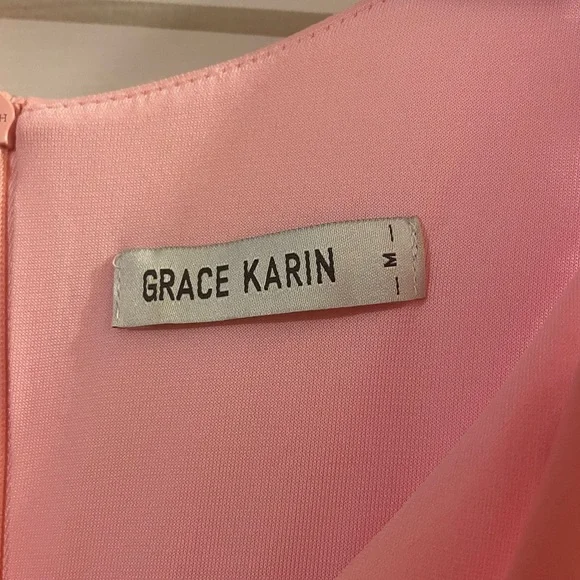 GRACE KARIN
— M —
H